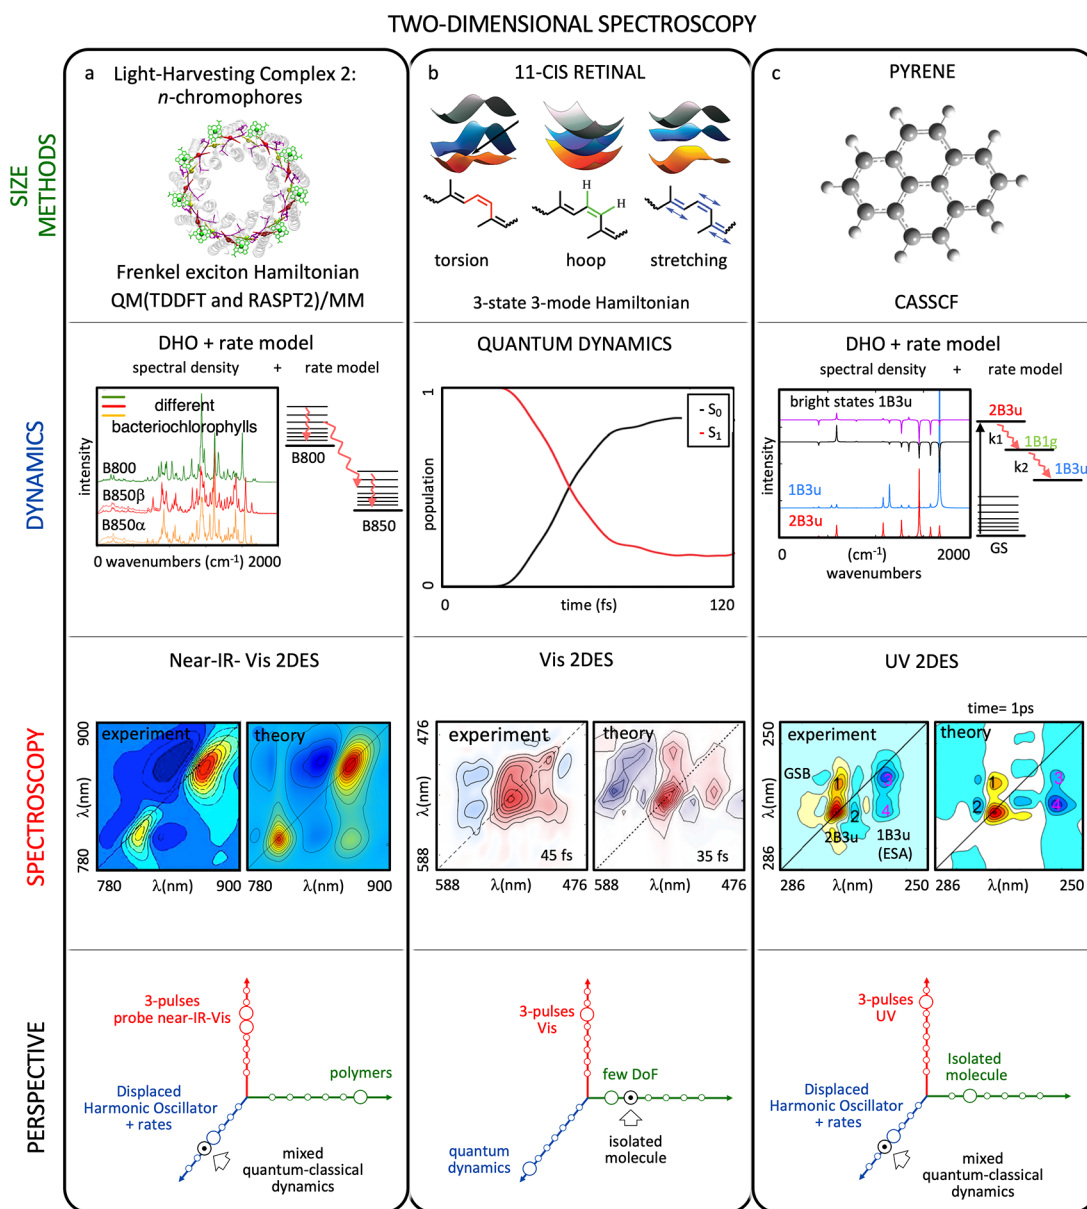 TWO-DIMENSIONAL SPECTROSCOPY
SIZE
METHODS
a Light-Harvesting Complex 2:
n-chromophores
Frenkel exciton Hamiltonian
QM(TDDFT and RASPT2)/MM
b 11-CIS RETINAL
H
H
torsion hoop stretching
3-state 3-mode Hamiltonian
c PYRENE
CASSCF
DYNAMICS
DHO + rate model
spectral density + rate model
intensity
different
bacteriochlorophylls
B800
B850β
B850α
0 wavenumbers (cm⁻¹) 2000
B800
B850
QUANTUM DYNAMICS
1
population
0
S₀
S₁
0 time (fs) 120
DHO + rate model
spectral density + rate model
intensity
bright states 1B3u
1B3u
2B3u
0 (cm⁻¹) 2000
wavenumbers
2B3u
k1 1B1g
k2 1B3u
GS
SPECTROSCOPY
Near-IR- Vis 2DES
900
λ(nm)
780
experiment
theory
780 λ(nm) 900
780 λ(nm) 900
Vis 2DES
476
λ(nm)
588
experiment
45 fs
theory
35 fs
588 λ(nm) 476
588 λ(nm) 476
UV 2DES
time= 1ps
250
λ(nm)
286
experiment
GSB
1
3
4
2
2B3u
1B3u
(ESA)
theory
1
2
3
4
286 λ(nm) 250
286 λ(nm) 250
PERSPECTIVE
3-pulses
probe near-IR-Vis
polymers
Displaced
Harmonic Oscillator
+ rates
mixed
quantum-classical
dynamics
3-pulses
Vis
few DoF
isolated
molecule
quantum
dynamics
3-pulses
UV
Isolated
molecule
Displaced
Harmonic Oscillator
+ rates
mixed
quantum-classical
dynamics